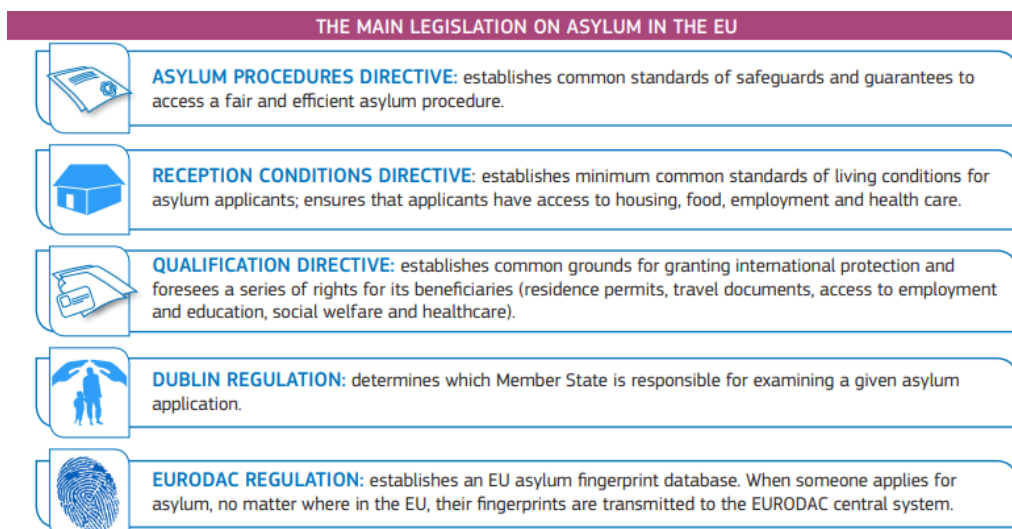 THE MAIN LEGISLATION ON ASYLUM IN THE EU
ASYLUM PROCEDURES DIRECTIVE: establishes common standards of safeguards and guarantees to
access a fair and efficient asylum procedure.
RECEPTION CONDITIONS DIRECTIVE: establishes minimum common standards of living conditions for
asylum applicants; ensures that applicants have access to housing, food, employment and health care.
QUALIFICATION DIRECTIVE: establishes common grounds for granting international protection and
foresees a series of rights for its beneficiaries (residence permits, travel documents, access to employment
and education, social welfare and healthcare).
DUBLIN REGULATION: determines which Member State is responsible for examining a given asylum
application.
EURODAC REGULATION: establishes an EU asylum fingerprint database. When someone applies for
asylum, no matter where in the EU, their fingerprints are transmitted to the EURODAC central system.